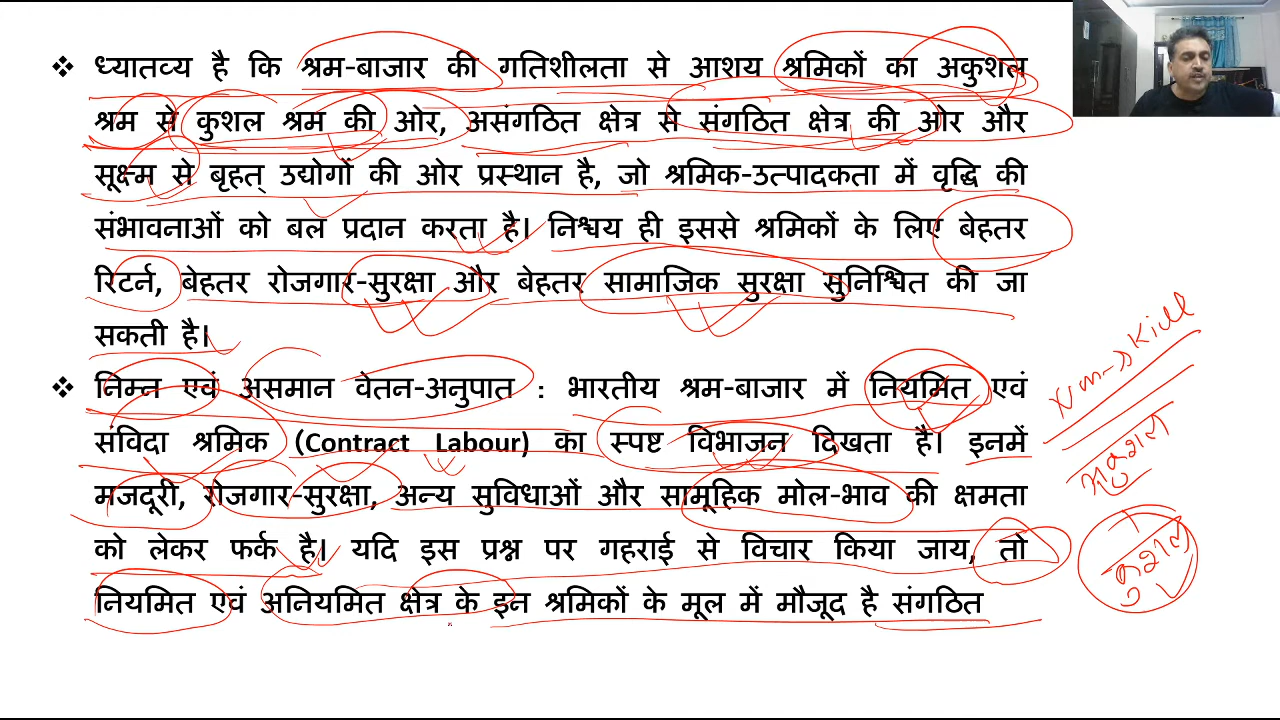 ❖ ध्यातव्य है कि श्रम-बाजार की गतिशीलता से आशय श्रमिकों का अकुशल
श्रम से कुशल श्रम की ओर, असंगठित क्षेत्र से संगठित क्षेत्र की ओर और
सूक्ष्म से बृहत् उद्योगों की ओर प्रस्थान है, जो श्रमिक-उत्पादकता में वृद्धि की
संभावनाओं को बल प्रदान करता है। निश्चय ही इससे श्रमिकों के लिए बेहतर
रिटर्न, बेहतर रोजगार-सुरक्षा और बेहतर सामाजिक सुरक्षा सुनिश्चित की जा
सकती है।
❖ निम्न एवं असमान वेतन-अनुपात : भारतीय श्रम-बाजार में नियमित एवं
संविदा श्रमिक (Contract Labour) का स्पष्ट विभाजन दिखता है। इनमें
मजदूरी, रोजगार-सुरक्षा, अन्य सुविधाओं और सामूहिक मोल-भाव की क्षमता
को लेकर फर्क है। यदि इस प्रश्न पर गहराई से विचार किया जाय, तो
नियमित एवं अनियमित क्षेत्र के इन श्रमिकों के मूल में मौजूद है संगठित
skill
अकुशल
कुशल